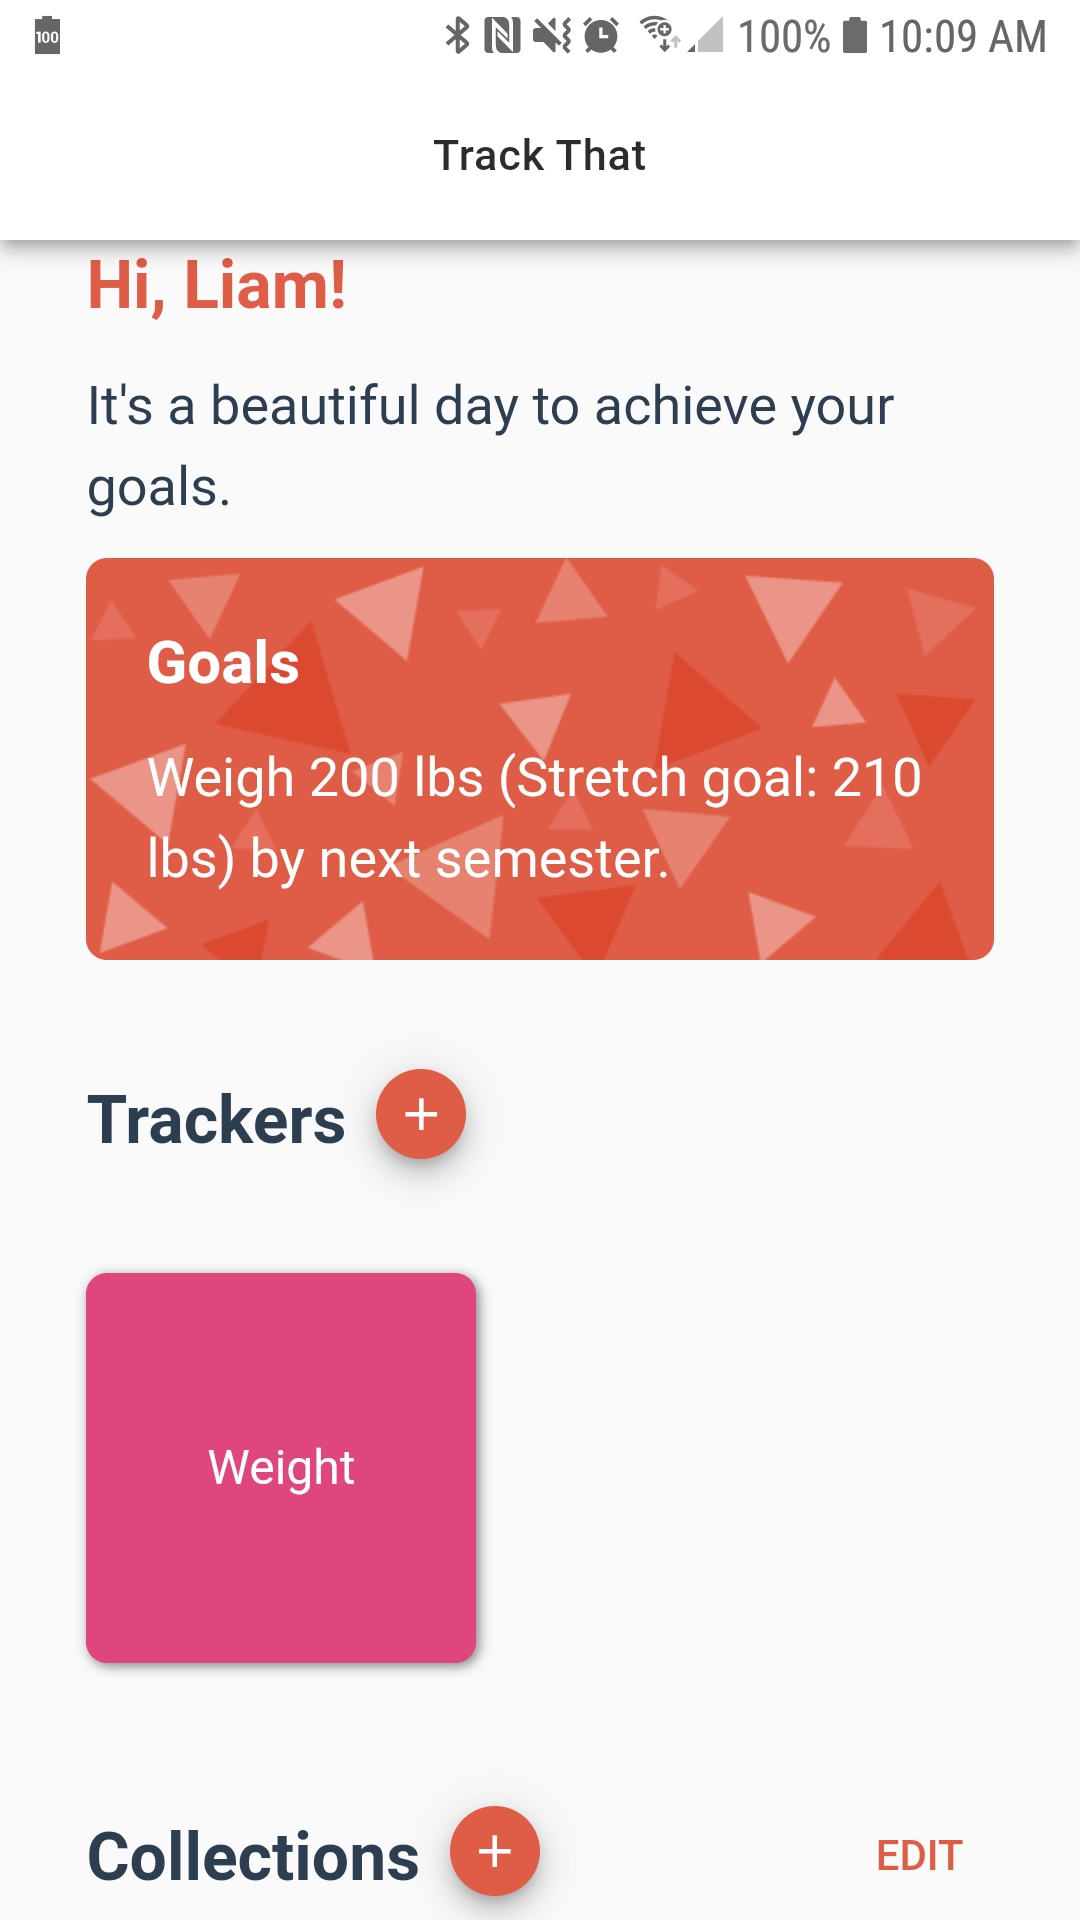 100 100% 10:09 AM
Track That
Hi, Liam!
It's a beautiful day to achieve your
goals.
Goals
Weigh 200 lbs (Stretch goal: 210
lbs) by next semester.
Trackers +
Weight
Collections + EDIT